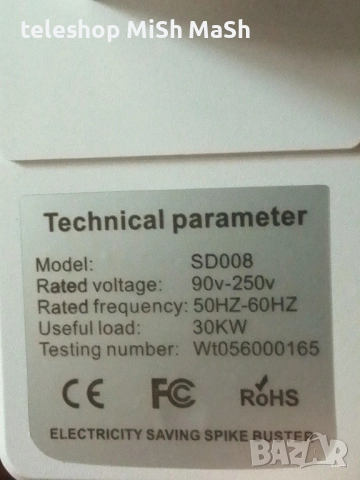 teleshop MiSH MaSH
Technical parameter
Model: SD008
Rated voltage: 90v-250v
Rated frequency: 50HZ-60HZ
Useful load: 30KW
Testing number: Wt056000165
CE FC RoHS
ELECTRICITY SAVING SPIKE BUSTER
BAZAR